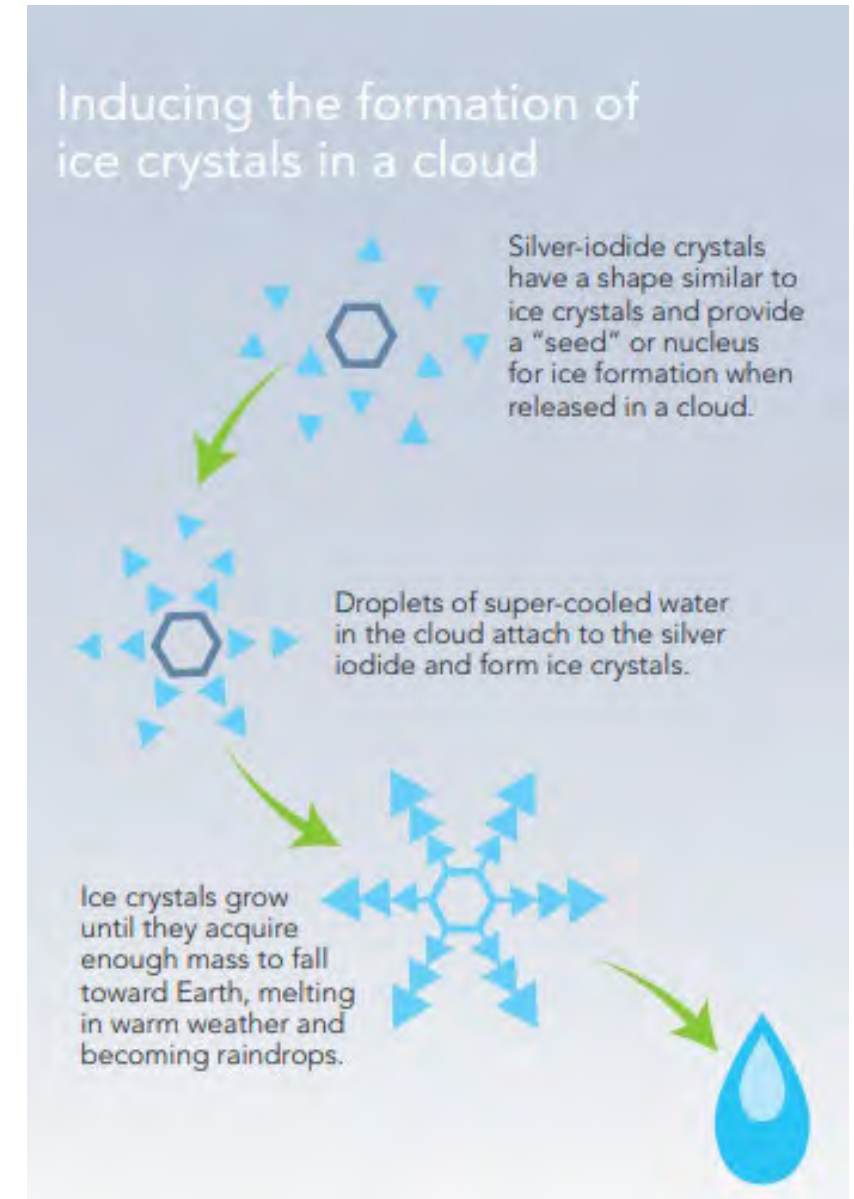 Inducing the formation of
ice crystals in a cloud
Silver-iodide crystals
have a shape similar to
ice crystals and provide
a “seed” or nucleus
for ice formation when
released in a cloud.
Droplets of super-cooled water
in the cloud attach to the silver
iodide and form ice crystals.
Ice crystals grow
until they acquire
enough mass to fall
toward Earth, melting
in warm weather and
becoming raindrops.